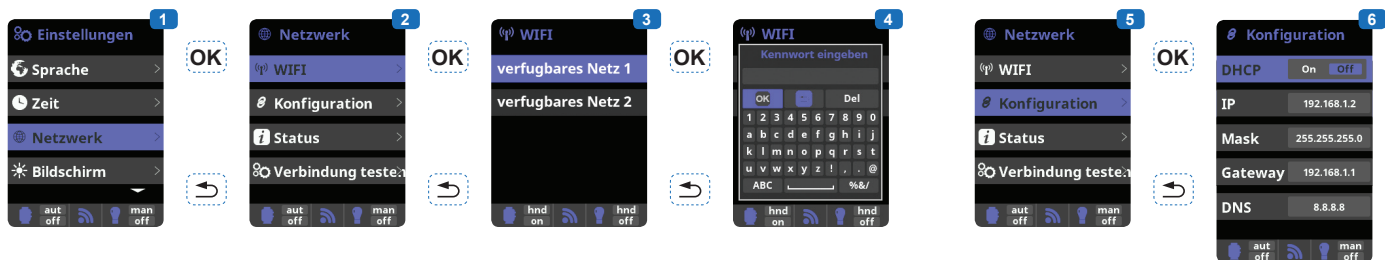 1
Einstellungen
Sprache
Zeit
Netzwerk
Bildschirm
aut off
man off
OK
2
Netzwerk
WIFI
Konfiguration
Status
Verbindung testen
aut off
man off
OK
3
WIFI
verfugbares Netz 1
verfugbares Netz 2
hnd on
hnd off
OK
4
WIFI
Kennwort eingeben
OK Del
1 2 3 4 5 6 7 8 9 0
a b c d e f g h i j
k l m n o p q r s t
u v w x y z ! , . @
ABC %&/
hnd on
hnd off
5
Netzwerk
WIFI
Konfiguration
Status
Verbindung testen
aut off
man off
OK
6
Konfiguration
DHCP On Off
IP 192.168.1.2
Mask 255.255.255.0
Gateway 192.168.1.1
DNS 8.8.8.8
aut off
man off